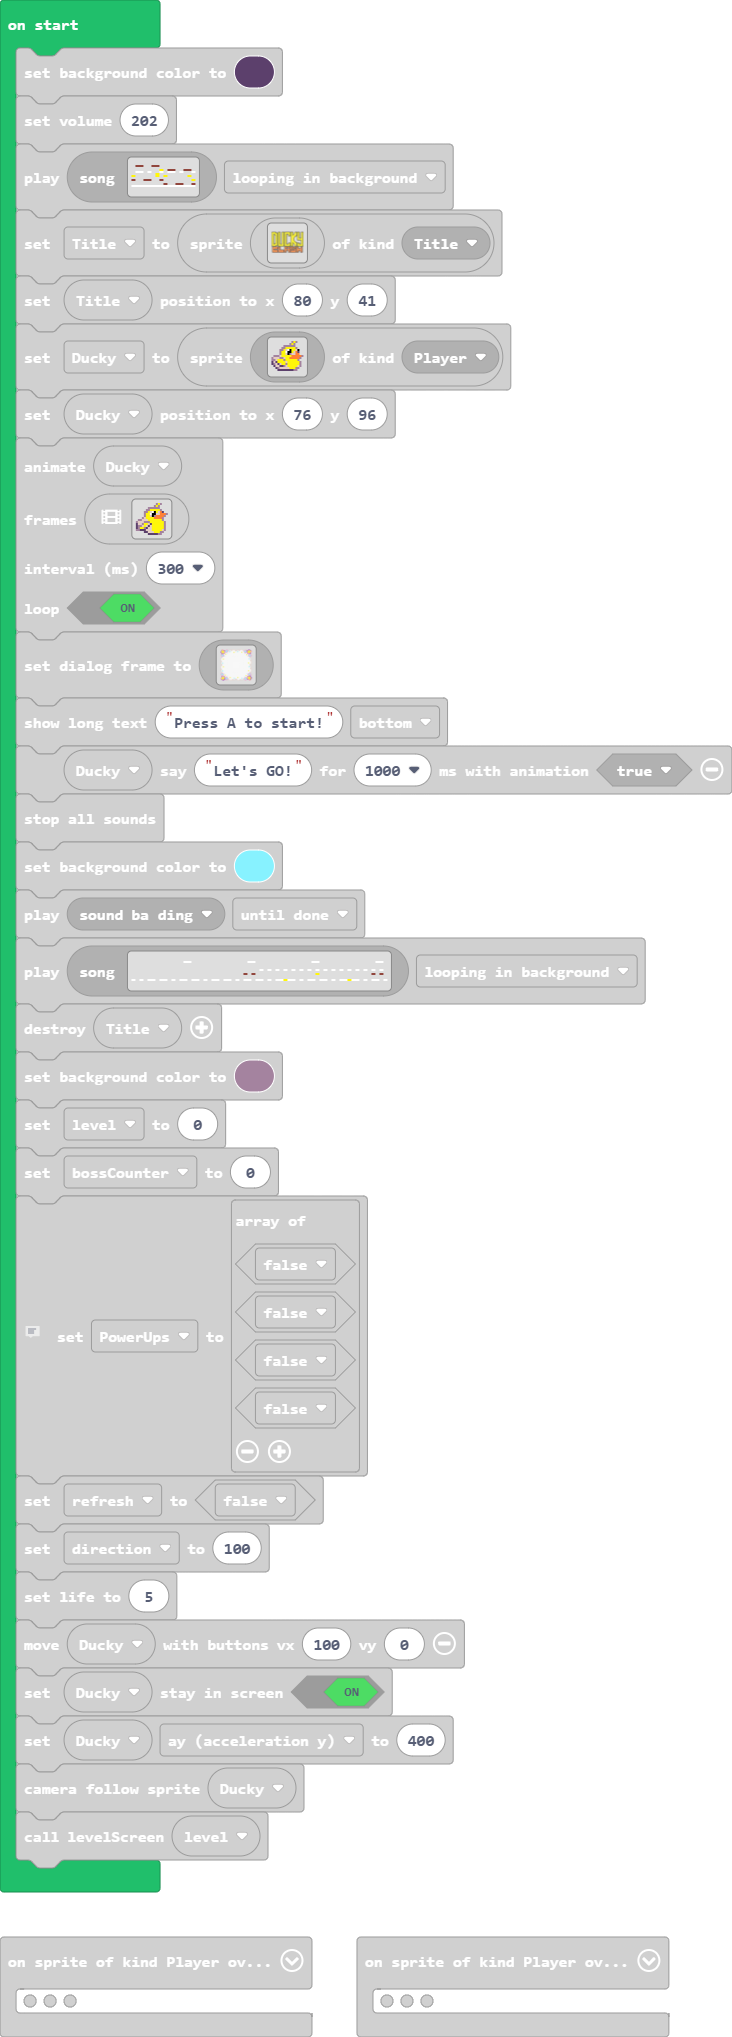 on start
set background color to
set volume 202
play song looping in background
set Title to sprite DUCKY of kind Title
set Title position to x 80 y 41
set Ducky to sprite of kind Player
set Ducky position to x 76 y 96
animate Ducky
frames
interval (ms) 300
loop ON
set dialog frame to
show long text "Press A to start!" bottom
Ducky say "Let's GO!" for 1000 ms with animation true
stop all sounds
set background color to
play sound ba ding until done
play song looping in background
destroy Title
set background color to
set level to 0
set bossCounter to 0
array of
false
false
set PowerUps to
false
false
set refresh to false
set direction to 100
set life to 5
move Ducky with buttons vx 100 vy 0
set Ducky stay in screen ON
set Ducky ay (acceleration y) to 400
camera follow sprite Ducky
call levelScreen level
on sprite of kind Player ov... on sprite of kind Player ov...